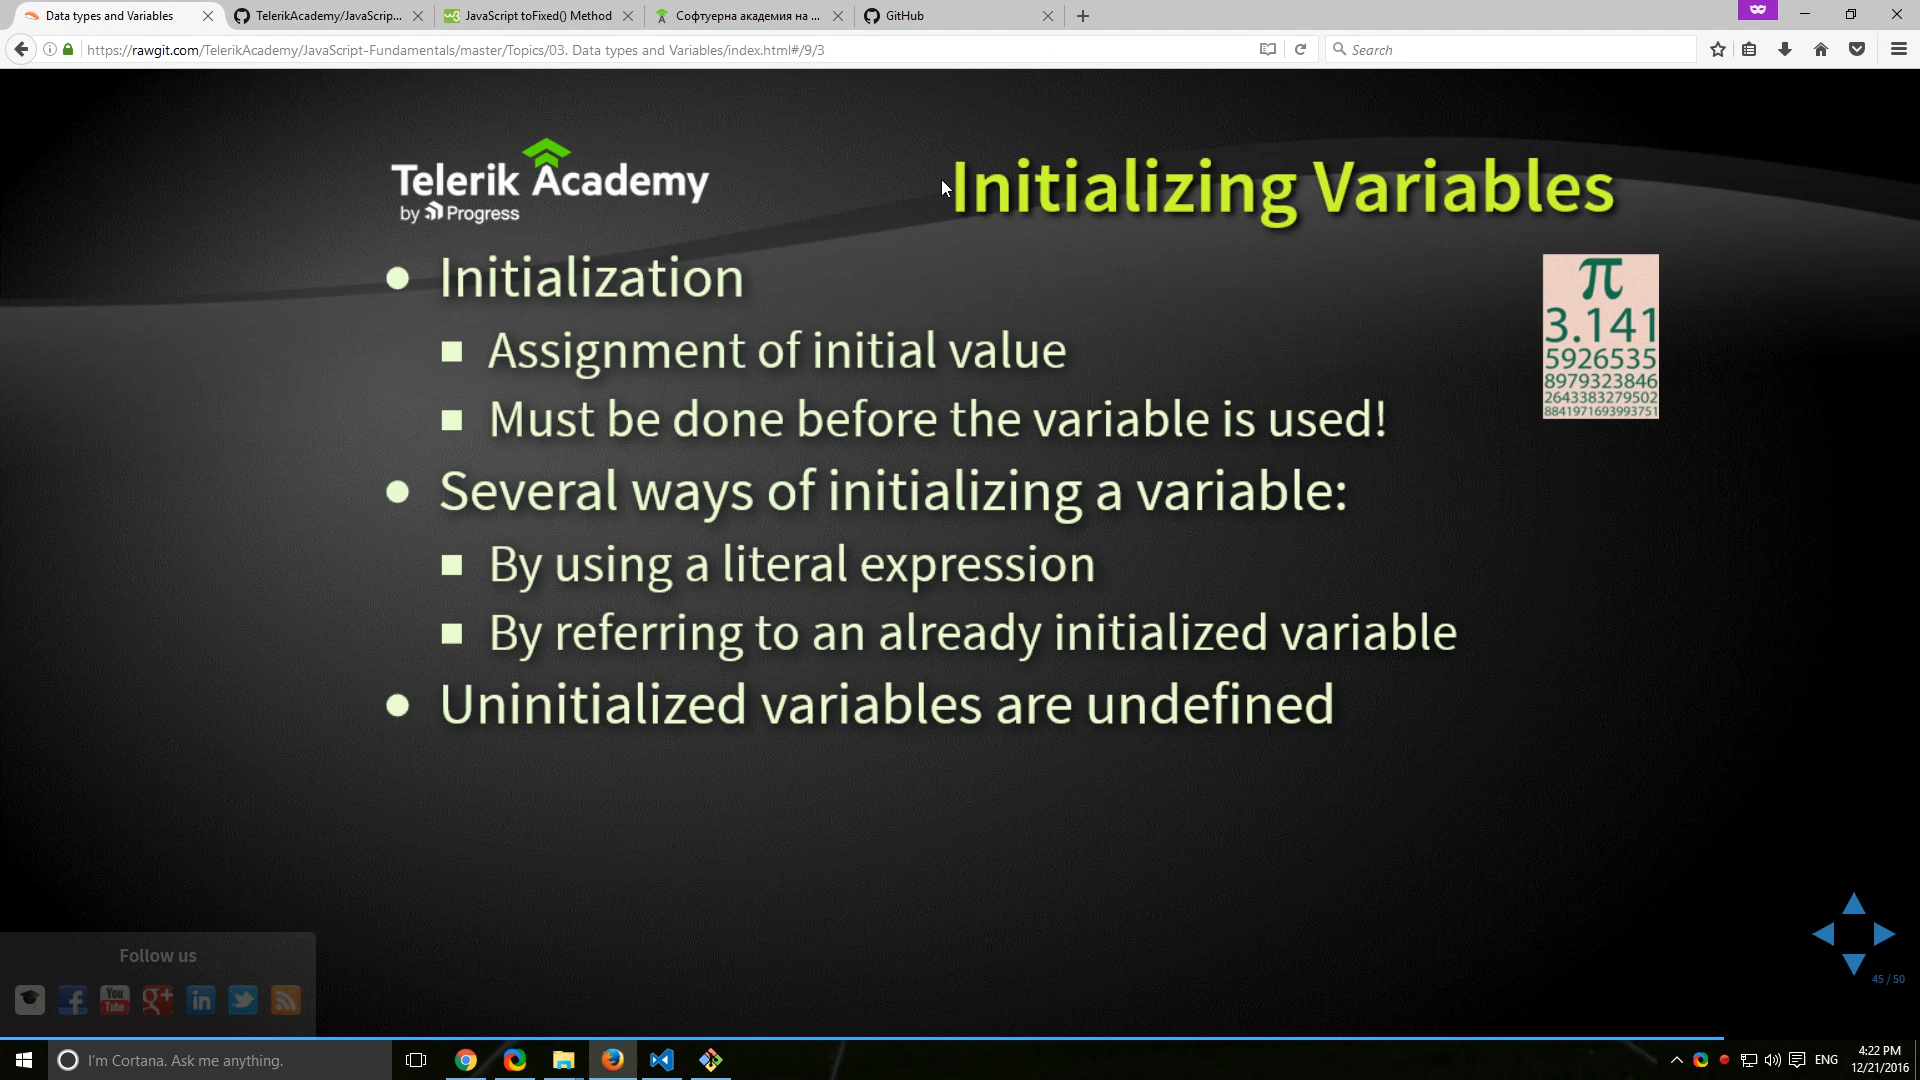 Data types and Variables
TelerikAcademy/JavaScrip...
JavaScript toFixed() Method
Софтуерна академия на ...
GitHub
https://rawgit.com/TelerikAcademy/JavaScript-Fundamentals/master/Topics/03. Data types and Variables/index.html#/9/3
Search
Telerik Academy
by Progress
Initializing Variables
Initialization
Assignment of initial value
Must be done before the variable is used!
π
3.141
5926535
8979323846
2643383279502
8841971693993751
Several ways of initializing a variable:
By using a literal expression
By referring to an already initialized variable
Uninitialized variables are undefined
45 / 50
Follow us
You
Tube
g+
in
I'm Cortana. Ask me anything.
ENG
4:22 PM
12/21/2016